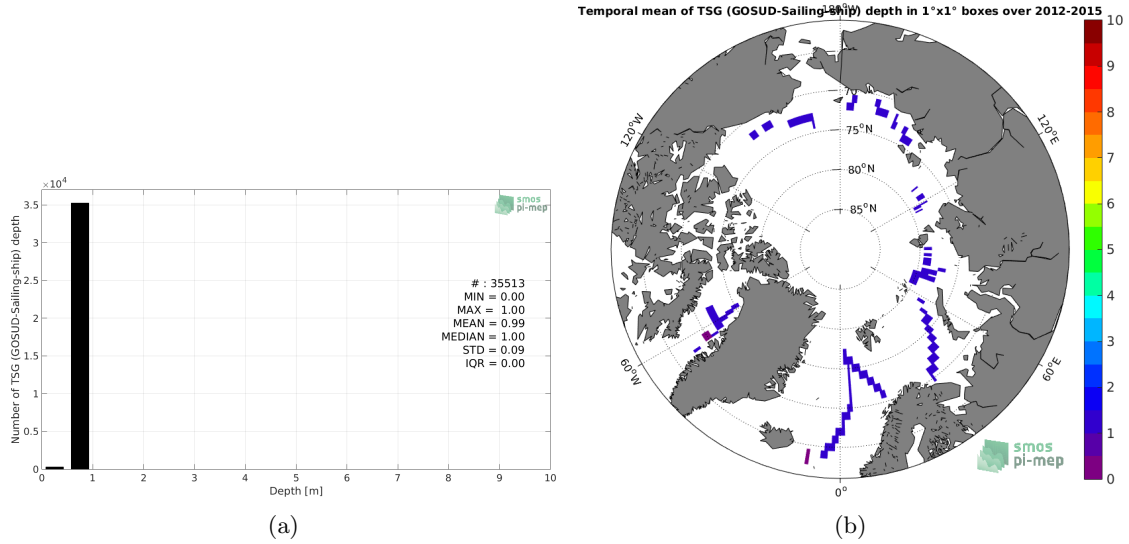 Temporal mean of TSG (GOSUD-Sailing-ship) depth in 1°x1° boxes over 2012-2015
180°W
×10⁴
Number of TSG (GOSUD-Sailing-ship) depth
3.5
3
2.5
2
1.5
1
0.5
0
smos
pi-mep
# : 35513
MIN = 0.00
MAX = 1.00
MEAN = 0.99
MEDIAN = 1.00
STD = 0.09
IQR = 0.00
0 1 2 3 4 5 6 7 8 9 10
Depth [m]
(a)
120°W
120°E
75°N
80°N
85°N
60°W
60°E
0°
smos
pi-mep
10
9
8
7
6
5
4
3
2
1
0
(b)